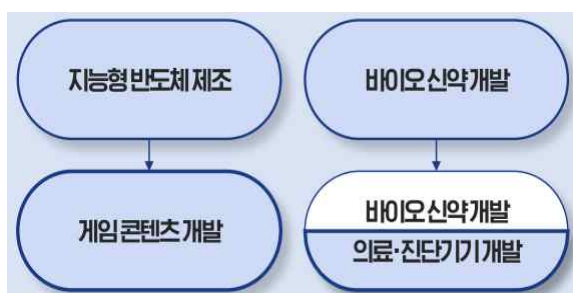 지능형 반도체 제조
바이오 신약 개발
게임 콘텐츠 개발
바이오 신약 개발
의료·진단기기 개발